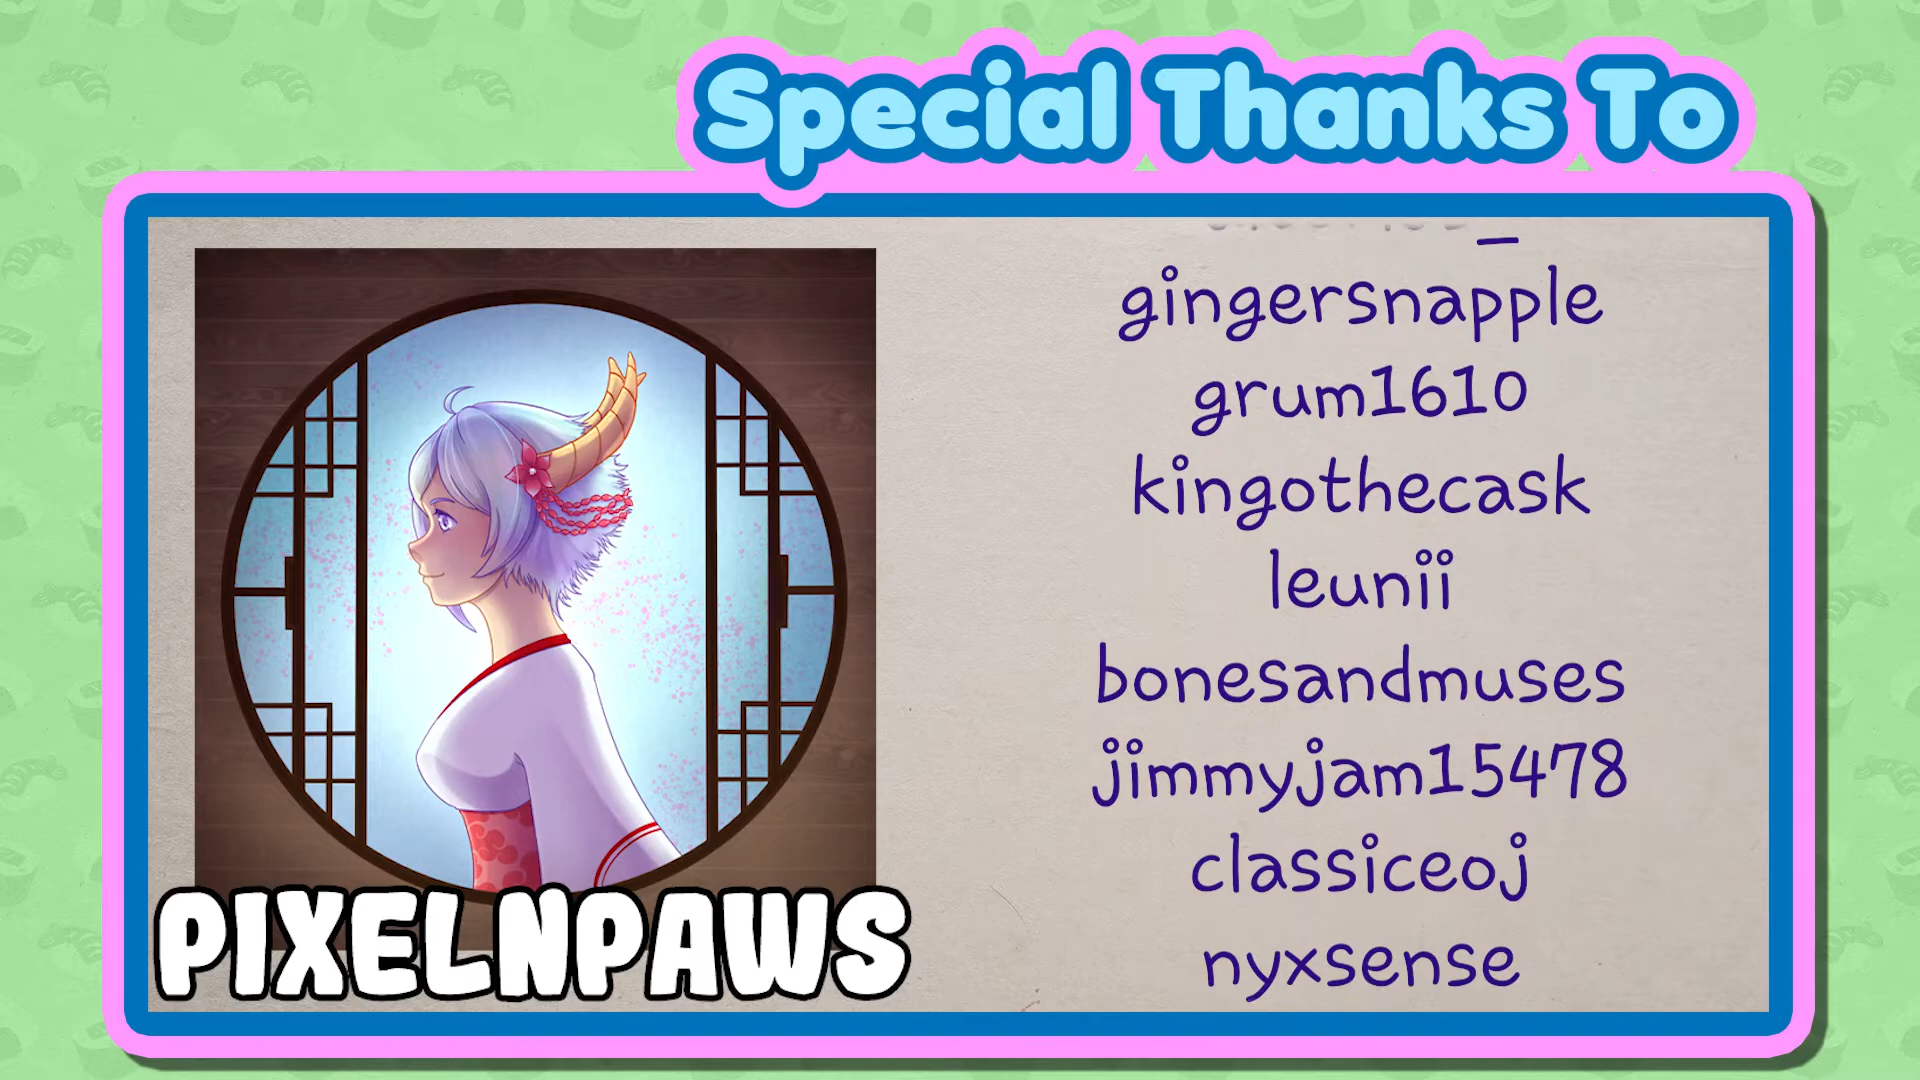 Special Thanks To
gingersnapple
grum1610
kingothecask
leunii
bonesandmuses
jimmyjam15478
classiceoj
nyxsense
PIXELNPAWS